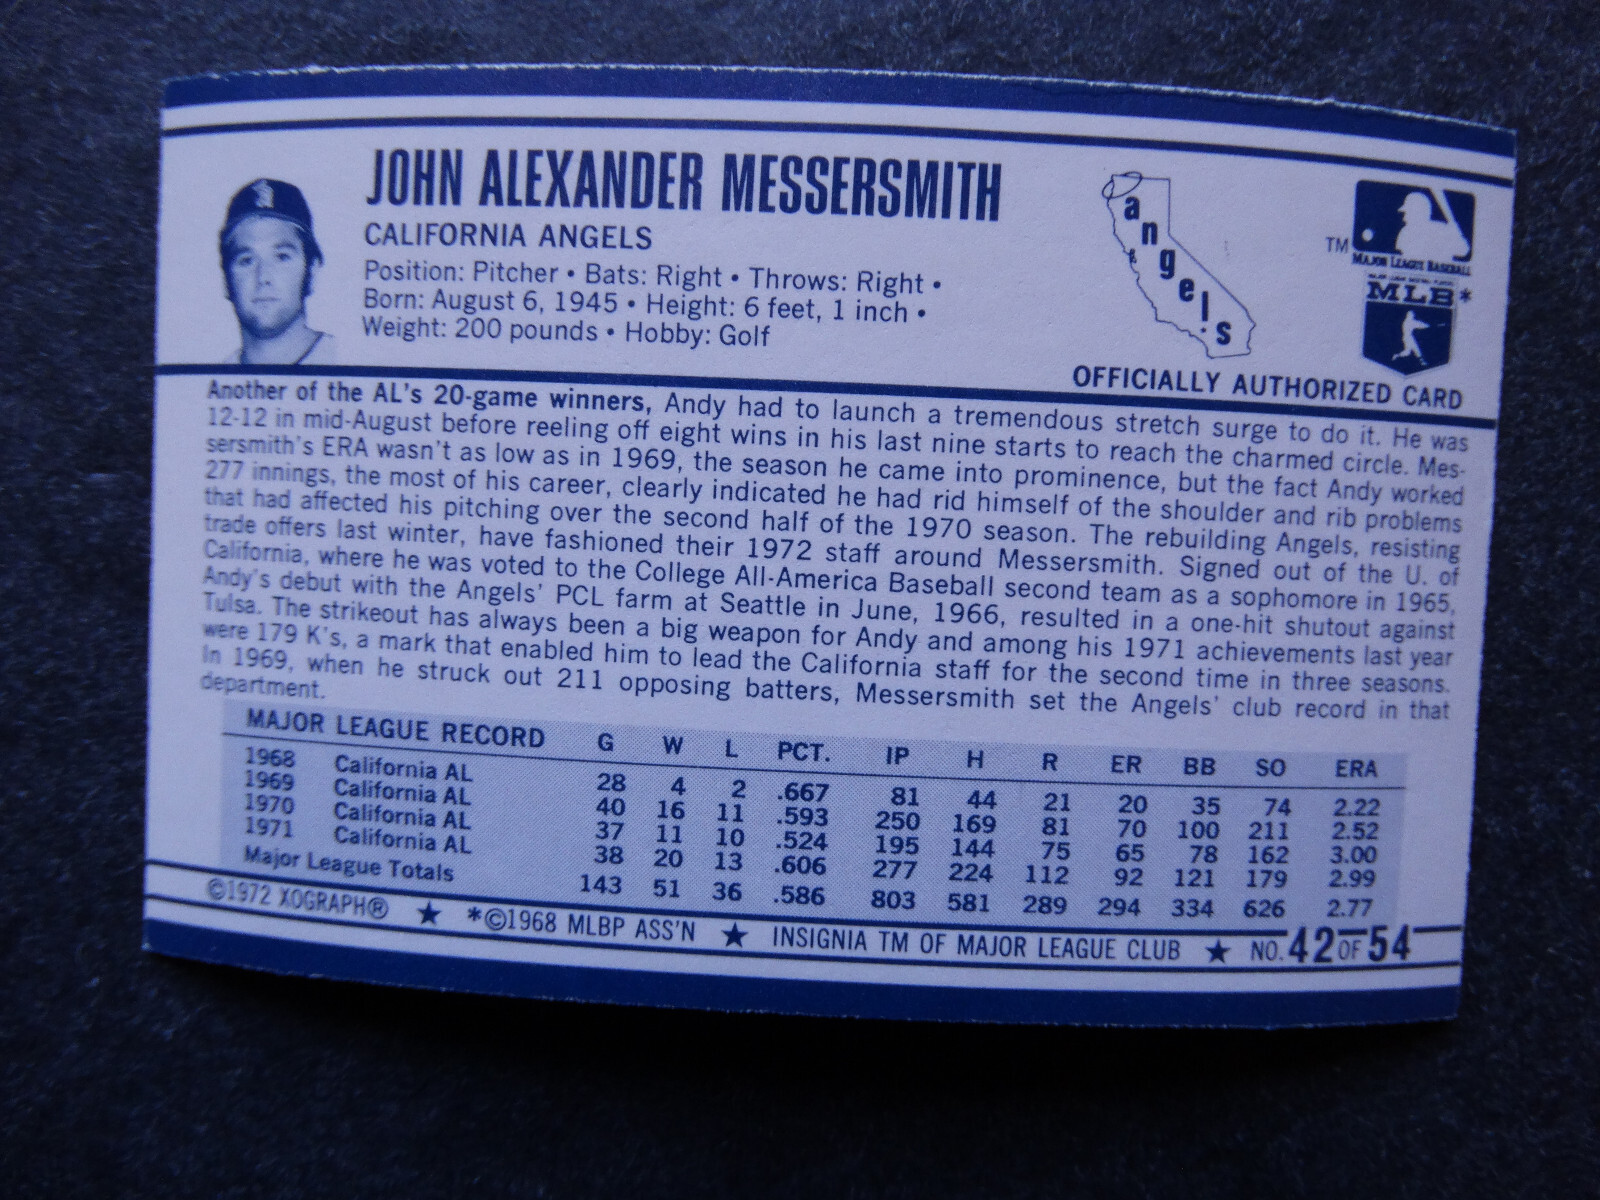 JOHN ALEXANDER MESSERSMITH
CALIFORNIA ANGELS
Position: Pitcher • Bats: Right • Throws: Right •
Born: August 6, 1945 • Height: 6 feet, 1 inch •
Weight: 200 pounds • Hobby: Golf
angels
TM
MAJOR LEAGUE BASEBALL
MLB*
OFFICIALLY AUTHORIZED CARD
Another of the AL's 20-game winners, Andy had to launch a tremendous stretch surge to do it. He was
12-12 in mid-August before reeling off eight wins in his last nine starts to reach the charmed circle. Mes-
sersmith's ERA wasn't as low as in 1969, the season he came into prominence, but the fact Andy worked
277 innings, the most of his career, clearly indicated he had rid himself of the shoulder and rib problems
that had affected his pitching over the second half of the 1970 season. The rebuilding Angels, resisting
trade offers last winter, have fashioned their 1972 staff around Messersmith. Signed out of the U. of
California, where he was voted to the College All-America Baseball second team as a sophomore in 1965,
Andy's debut with the Angels' PCL farm at Seattle in June, 1966, resulted in a one-hit shutout against
Tulsa. The strikeout has always been a big weapon for Andy and among his 1971 achievements last year
were 179 K's, a mark that enabled him to lead the California staff for the second time in three seasons.
In 1969, when he struck out 211 opposing batters, Messersmith set the Angels' club record in that
department.
MAJOR LEAGUE RECORD G W L PCT. IP H R ER BB SO ERA
1968 California AL 28 4 2 .667 81 44 21 20 35 74 2.22
1969 California AL 40 16 11 .593 250 169 81 70 100 211 2.52
1970 California AL 37 11 10 .524 195 144 75 65 78 162 3.00
1971 California AL 38 20 13 .606 277 224 112 92 121 179 2.99
Major League Totals 143 51 36 .586 803 581 289 294 334 626 2.77
©1972 XOGRAPH® ★ *©1968 MLBP ASS'N ★ INSIGNIA TM OF MAJOR LEAGUE CLUB ★ NO. 42 OF 54